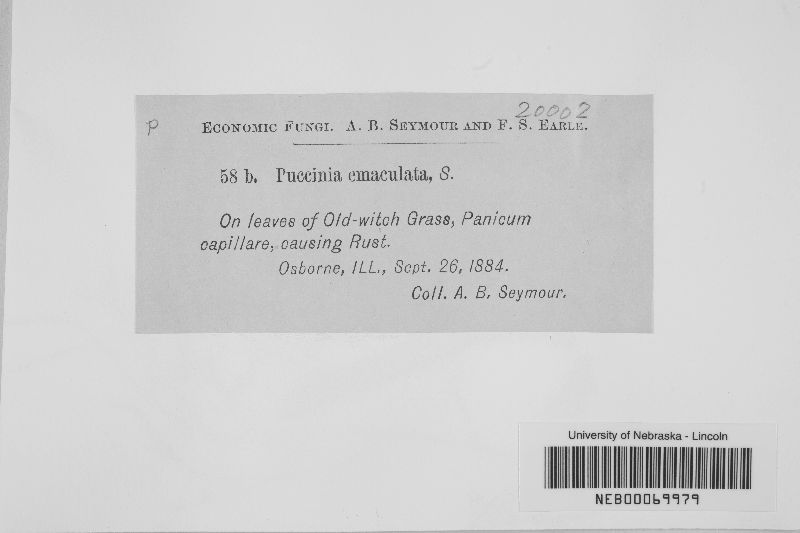 20002
P
ECONOMIC FUNGI. A. B. SEYMOUR AND F. S. EARLE.
58 b. Puccinia emaculata, S.
On leaves of Old-witch Grass, Panicum
capillare, causing Rust.
Osborne, ILL., Sept. 26, 1884.
Coll. A. B. Seymour.
University of Nebraska - Lincoln
NEB00069979